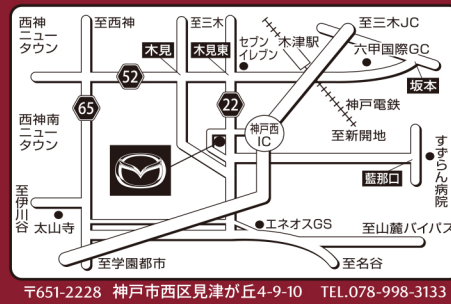 西神
ニュー
タウン
至西神
至三木
木見
木見東
セブン
イレブン
木津駅
至三木JC
六甲国際GC
坂本
52
65
22
神戸電鉄
神戸西
IC
至新開地
西神南
ニュー
タウン
すずらん病院
藍那口
至伊川谷
太山寺
エネオスGS
至山麓バイパス
至学園都市
至名谷
〒651-2228 神戸市西区見津が丘4-9-10 TEL.078-998-3133